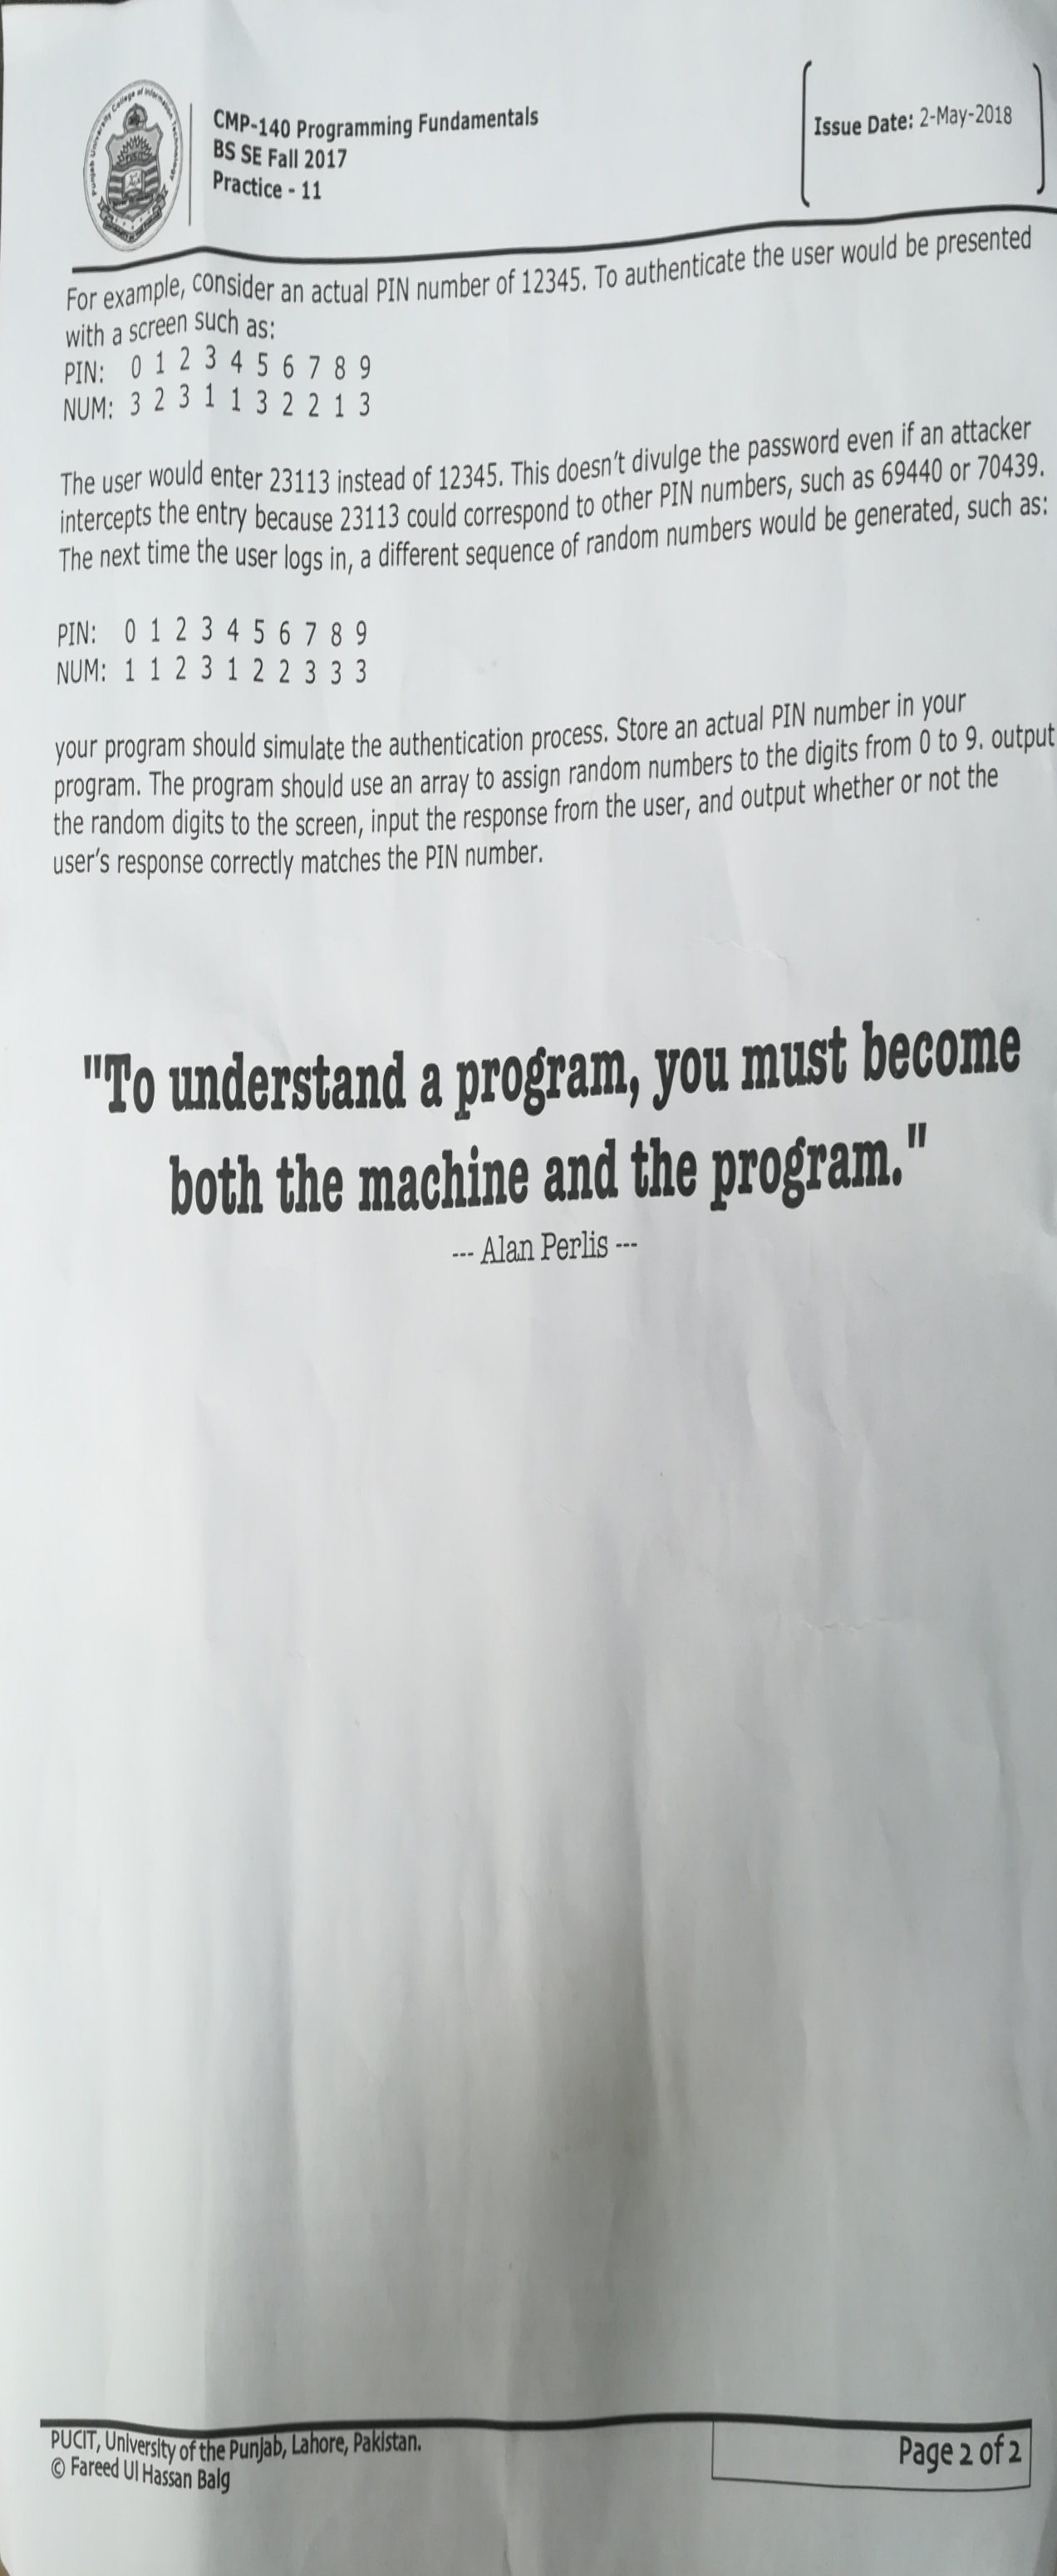 Punjab University College of Information Technology
CMP-140 Programming Fundamentals
BS SE Fall 2017
Practice - 11
Issue Date: 2-May-2018
For example, consider an actual PIN number of 12345. To authenticate the user would be presented
with a screen such as:
PIN: 0 1 2 3 4 5 6 7 8 9
NUM: 3 2 3 1 1 3 2 2 1 3
The user would enter 23113 instead of 12345. This doesn't divulge the password even if an attacker
intercepts the entry because 23113 could correspond to other PIN numbers, such as 69440 or 70439.
The next time the user logs in, a different sequence of random numbers would be generated, such as:
PIN: 0 1 2 3 4 5 6 7 8 9
NUM: 1 1 2 3 1 2 2 3 3 3
your program should simulate the authentication process. Store an actual PIN number in your
program. The program should use an array to assign random numbers to the digits from 0 to 9. output
the random digits to the screen, input the response from the user, and output whether or not the
user's response correctly matches the PIN number.
"To understand a program, you must become
both the machine and the program."
--- Alan Perlis ---
PUCIT, University of the Punjab, Lahore, Pakistan.
© Fareed Ul Hassan Baig
Page 2 of 2